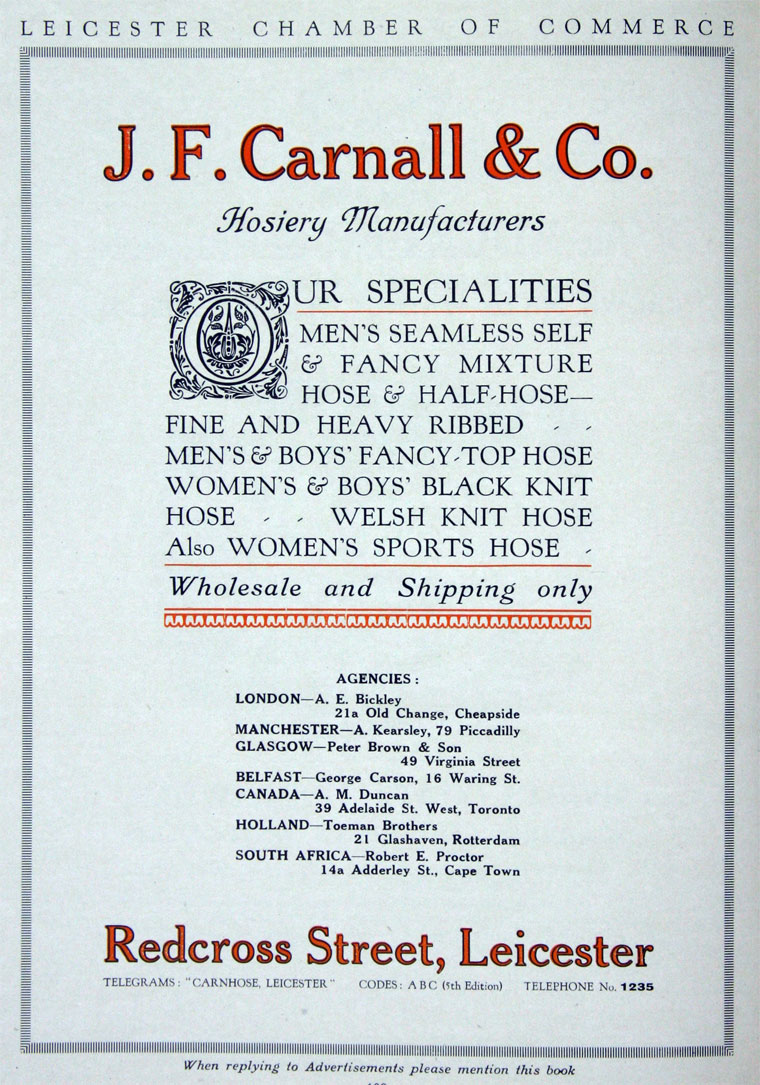 LEICESTER CHAMBER OF COMMERCE
J. F. Carnall & Co.
Hosiery Manufacturers
OUR SPECIALITIES
MEN'S SEAMLESS SELF
& FANCY MIXTURE
HOSE & HALF-HOSE—
FINE AND HEAVY RIBBED - -
MEN'S & BOYS' FANCY-TOP HOSE
WOMEN'S & BOYS' BLACK KNIT
HOSE - - WELSH KNIT HOSE
Also WOMEN'S SPORTS HOSE -
Wholesale and Shipping only
AGENCIES :
LONDON—A. E. Bickley
21a Old Change, Cheapside
MANCHESTER—A. Kearsley, 79 Piccadilly
GLASGOW—Peter Brown & Son
49 Virginia Street
BELFAST—George Carson, 16 Waring St.
CANADA—A. M. Duncan
39 Adelaide St. West, Toronto
HOLLAND—Toeman Brothers
21 Glashaven, Rotterdam
SOUTH AFRICA—Robert E. Proctor
14a Adderley St., Cape Town
Redcross Street, Leicester
TELEGRAMS: "CARNHOSE, LEICESTER" CODES: A B C (5th Edition) TELEPHONE No. 1235
When replying to Advertisements please mention this book